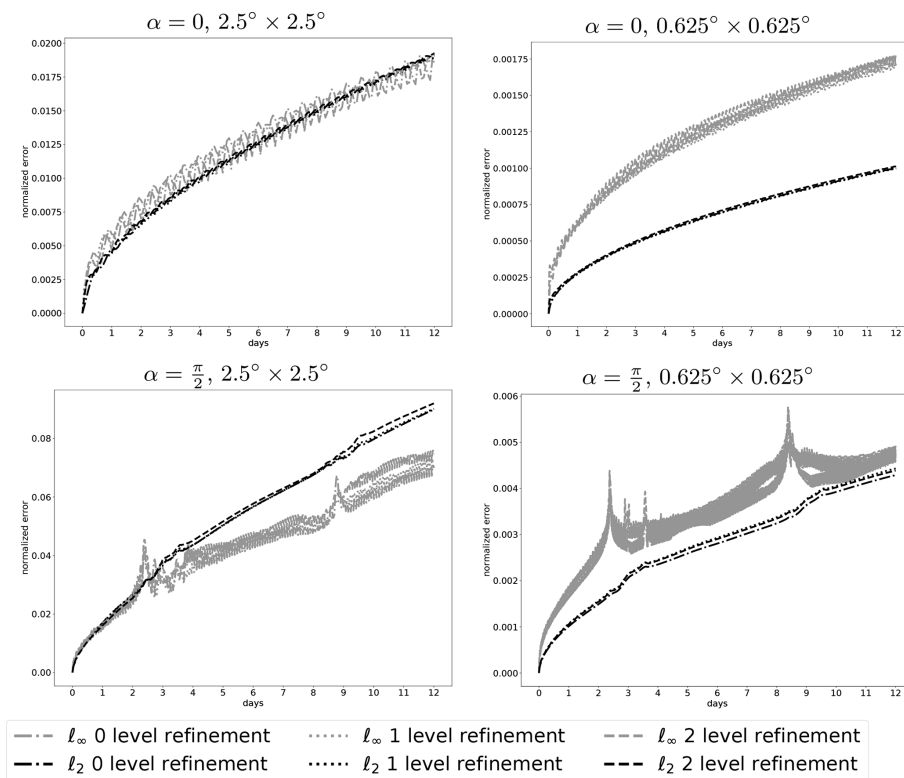 α = 0, 2.5° × 2.5°
0.0200
0.0175
0.0150
0.0125
0.0100
0.0075
0.0050
0.0025
0.0000
normalized error
0 1 2 3 4 5 6 7 8 9 10 11 12
days
α = 0, 0.625° × 0.625°
0.00175
0.00150
0.00125
0.00100
0.00075
0.00050
0.00025
0.00000
normalized error
0 1 2 3 4 5 6 7 8 9 10 11 12
days
α = π/2, 2.5° × 2.5°
0.08
0.06
0.04
0.02
0.00
normalized error
0 1 2 3 4 5 6 7 8 9 10 11 12
days
α = π/2, 0.625° × 0.625°
0.006
0.005
0.004
0.003
0.002
0.001
0.000
normalized error
0 1 2 3 4 5 6 7 8 9 10 11 12
days
ℓ∞ 0 level refinement ℓ∞ 1 level refinement ℓ∞ 2 level refinement
ℓ2 0 level refinement ℓ2 1 level refinement ℓ2 2 level refinement